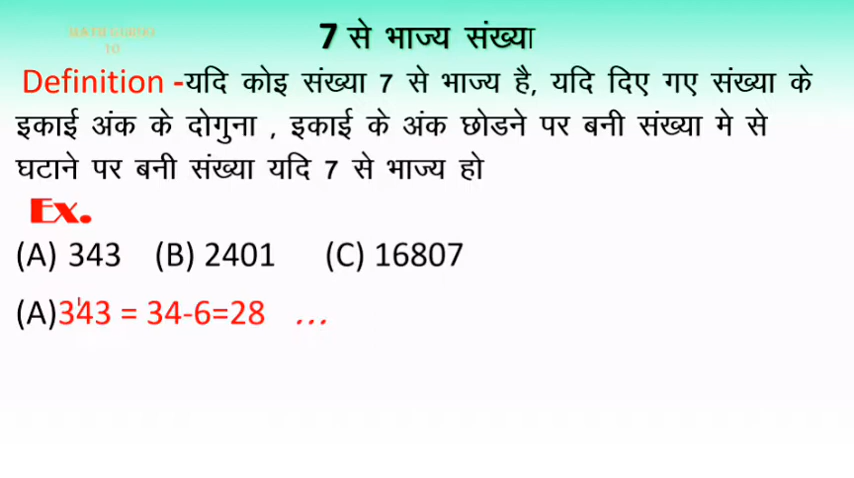 7 से भाज्य संख्या
Definition -यदि कोइ संख्या 7 से भाज्य है, यदि दिए गए संख्या के
इकाई अंक के दोगुना , इकाई के अंक छोडने पर बनी संख्या मे से
घटाने पर बनी संख्या यदि 7 से भाज्य हो
Ex.
(A) 343 (B) 2401 (C) 16807
(A)343 = 34-6=28 ...